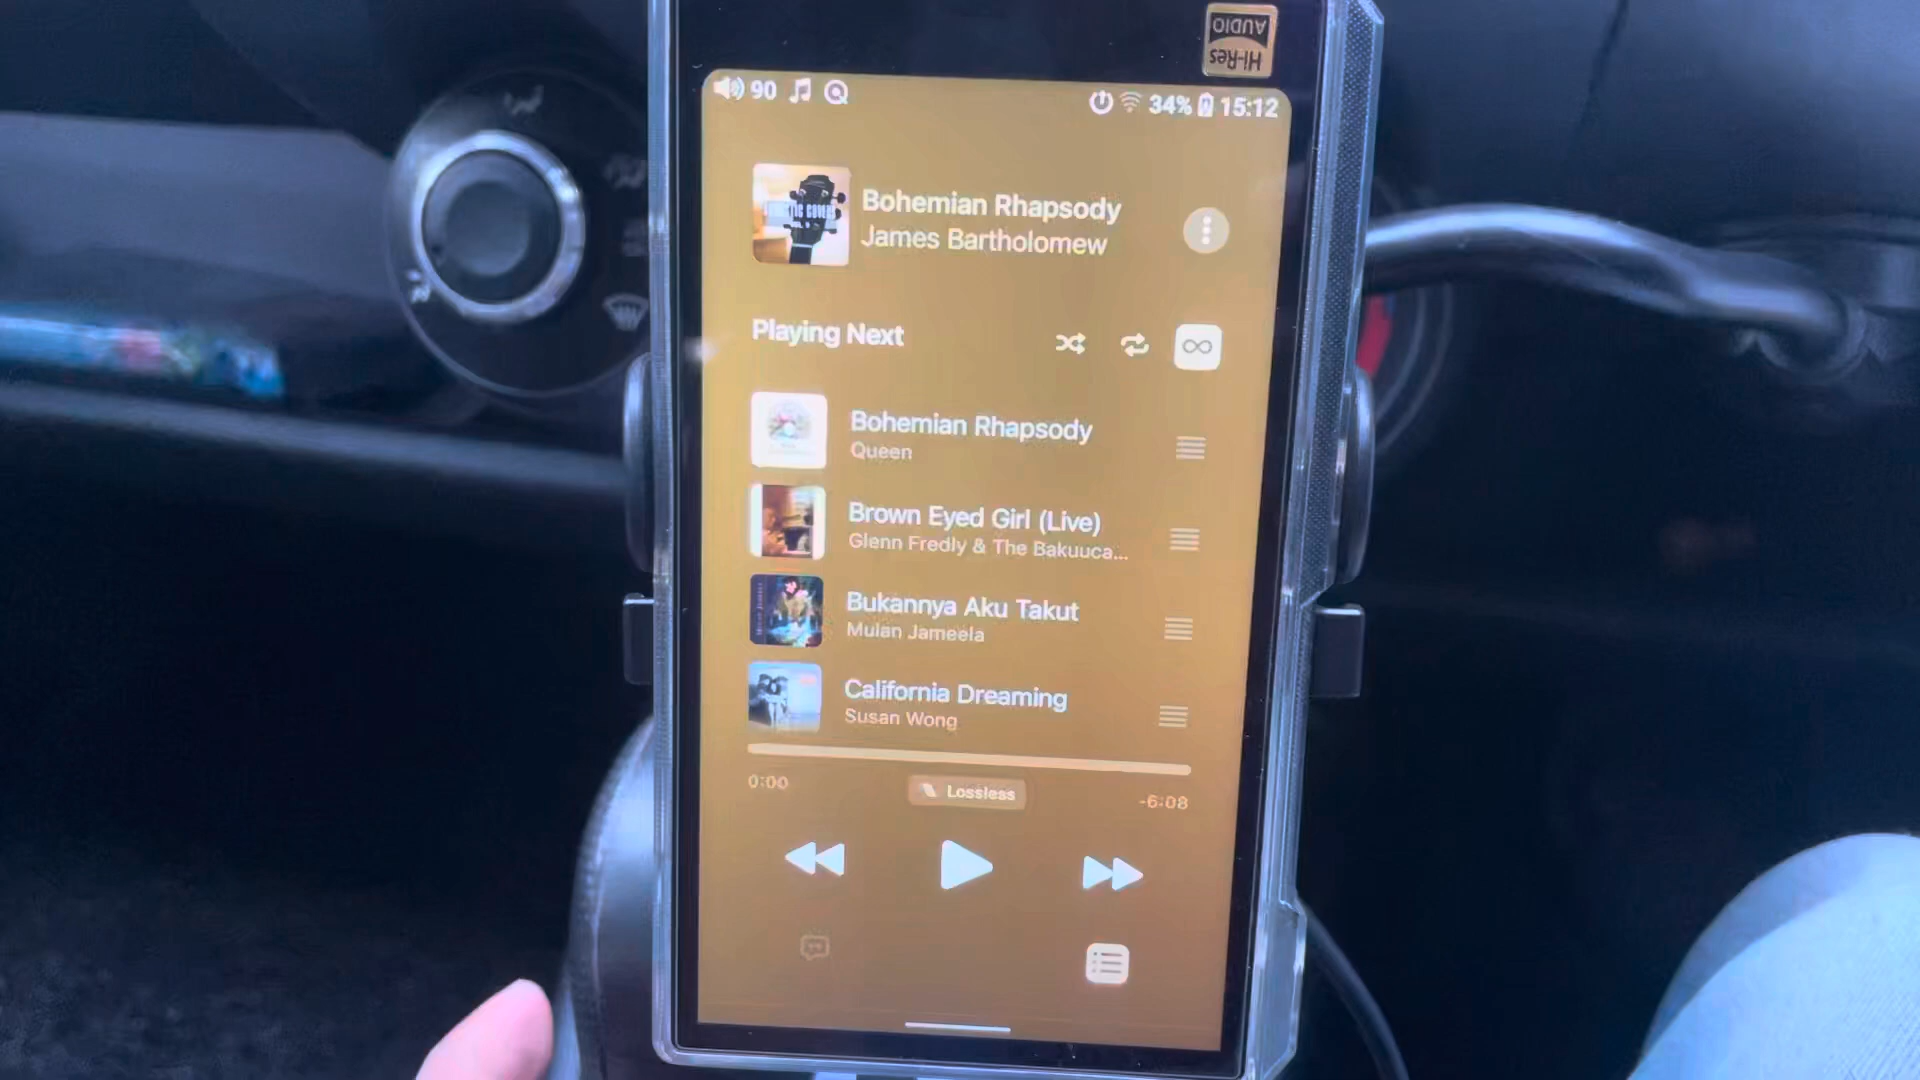 Hi-Res
AUDIO
90
34% 15:12
Bohemian Rhapsody
James Bartholomew
Playing Next
Bohemian Rhapsody
Queen
Brown Eyed Girl (Live)
Glenn Fredly & The Bakuuca...
Bukannya Aku Takut
Mulan Jameela
California Dreaming
Susan Wong
0:00
Lossless
-6:08